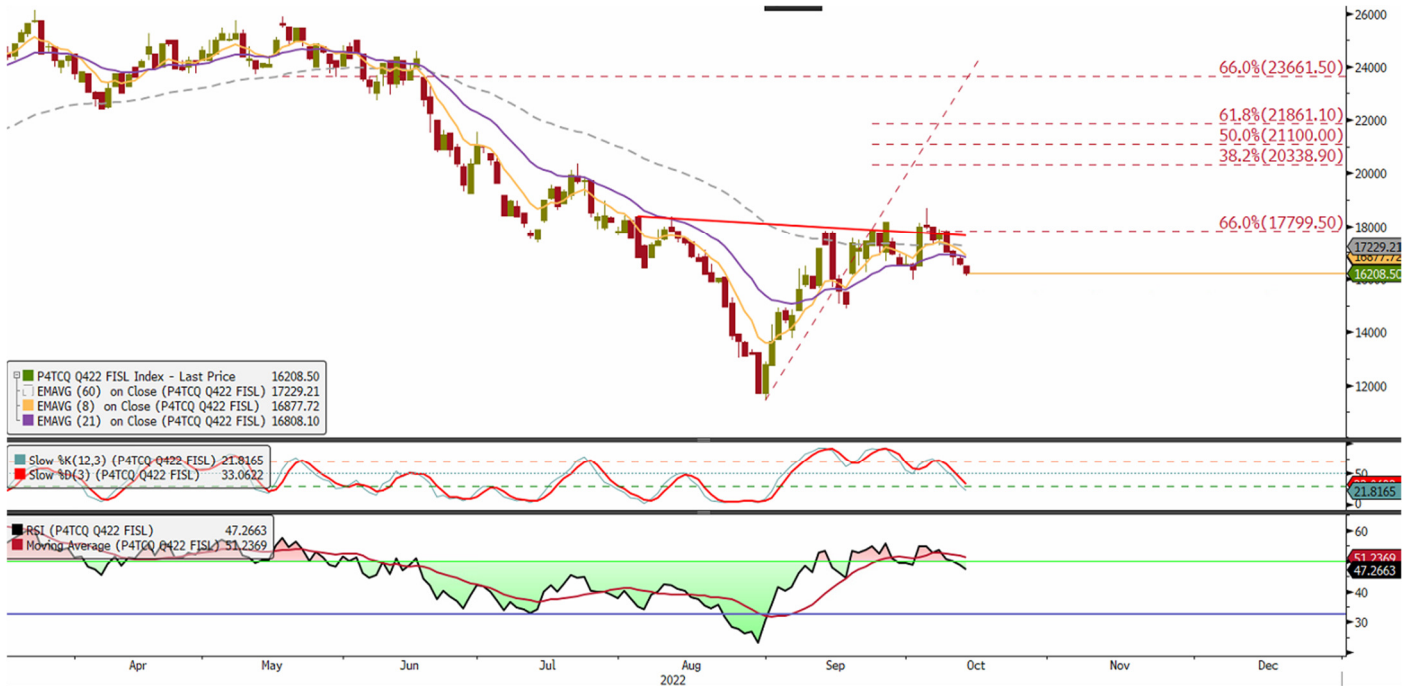 26000
24000
22000
20000
18000
16000
14000
12000
66.0%(23661.50)
61.8%(21861.10)
50.0%(21100.00)
38.2%(20338.90)
66.0%(17799.50)
17229.21
16877.72
16208.50
P4TCQ Q422 FISL Index - Last Price 16208.50
EMAVG (60) on Close (P4TCQ Q422 FISL) 17229.21
EMAVG (8) on Close (P4TCQ Q422 FISL) 16877.72
EMAVG (21) on Close (P4TCQ Q422 FISL) 16808.10
Slow %K(12,3) (P4TCQ Q422 FISL) 21.8165
Slow %D(3) (P4TCQ Q422 FISL) 33.0622
50
21.8165
0
RSI (P4TCQ Q422 FISL) 47.2663
Moving Average (P4TCQ Q422 FISL) 51.2369
60
51.2369
47.2663
40
30
Apr May Jun Jul Aug Sep Oct Nov Dec
2022